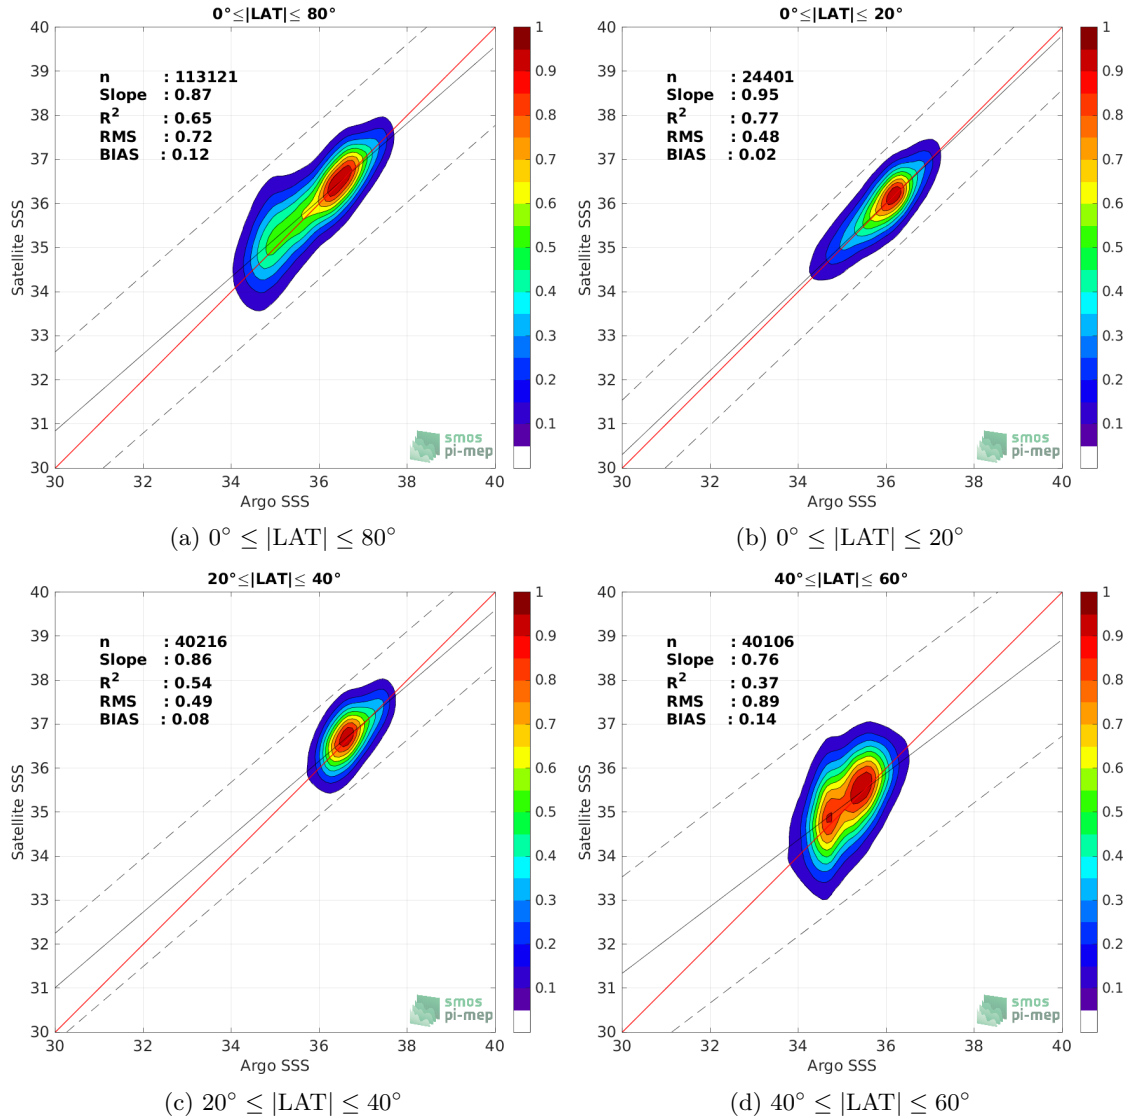 0°≤|LAT|≤ 80°
n : 113121
Slope : 0.87
R² : 0.65
RMS : 0.72
BIAS : 0.12
Satellite SSS
40
39
38
37
36
35
34
33
32
31
30
30 32 34 36 38 40
Argo SSS
1
0.9
0.8
0.7
0.6
0.5
0.4
0.3
0.2
0.1
smos
pi-mep
(a) 0° ≤ |LAT| ≤ 80°
0°≤|LAT|≤ 20°
n : 24401
Slope : 0.95
R² : 0.77
RMS : 0.48
BIAS : 0.02
Satellite SSS
40
39
38
37
36
35
34
33
32
31
30
30 32 34 36 38 40
Argo SSS
1
0.9
0.8
0.7
0.6
0.5
0.4
0.3
0.2
0.1
smos
pi-mep
(b) 0° ≤ |LAT| ≤ 20°
20°≤|LAT|≤ 40°
n : 40216
Slope : 0.86
R² : 0.54
RMS : 0.49
BIAS : 0.08
Satellite SSS
40
39
38
37
36
35
34
33
32
31
30
30 32 34 36 38 40
Argo SSS
1
0.9
0.8
0.7
0.6
0.5
0.4
0.3
0.2
0.1
smos
pi-mep
(c) 20° ≤ |LAT| ≤ 40°
40°≤|LAT|≤ 60°
n : 40106
Slope : 0.76
R² : 0.37
RMS : 0.89
BIAS : 0.14
Satellite SSS
40
39
38
37
36
35
34
33
32
31
30
30 32 34 36 38 40
Argo SSS
1
0.9
0.8
0.7
0.6
0.5
0.4
0.3
0.2
0.1
smos
pi-mep
(d) 40° ≤ |LAT| ≤ 60°